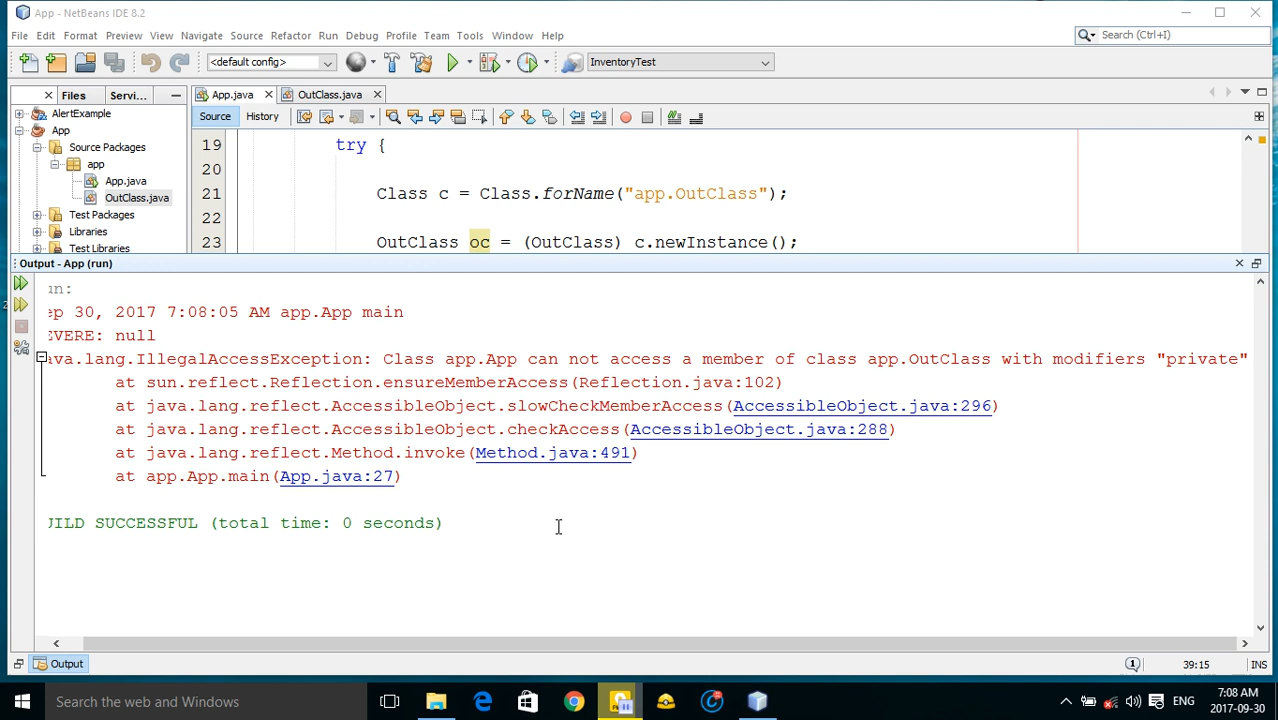 App - NetBeans IDE 8.2
File Edit Format Preview View Navigate Source Refactor Run Debug Profile Team Tools Window Help
Search (Ctrl+I)
<default config>
InventoryTest
Files Servi...
App.java OutClass.java
Source History
AlertExample
App
Source Packages
app
App.java
OutClass.java
Test Packages
Libraries
Test Libraries
19 try {
20
21 Class c = Class.forName("app.OutClass");
22
23 OutClass oc = (OutClass) c.newInstance();
Output - App (run)
un:
ep 30, 2017 7:08:05 AM app.App main
EVERE: null
ava.lang.IllegalAccessException: Class app.App can not access a member of class app.OutClass with modifiers "private"
at sun.reflect.Reflection.ensureMemberAccess(Reflection.java:102)
at java.lang.reflect.AccessibleObject.slowCheckMemberAccess(AccessibleObject.java:296)
at java.lang.reflect.AccessibleObject.checkAccess(AccessibleObject.java:288)
at java.lang.reflect.Method.invoke(Method.java:491)
at app.App.main(App.java:27)
UILD SUCCESSFUL (total time: 0 seconds)
Output
1
39:15
INS
Search the web and Windows
ENG
7:08 AM
2017-09-30